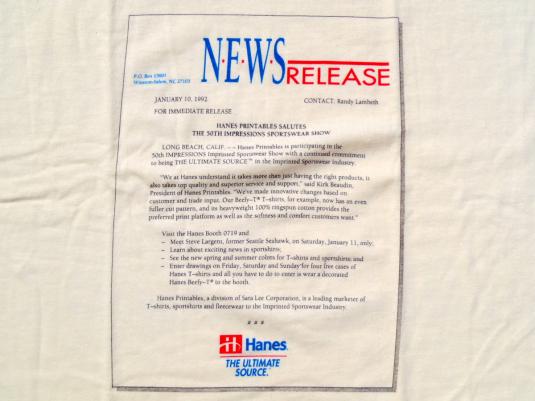 N·E·W·S
RELEASE
P.O. Box 15901
Winston-Salem, NC 27103
JANUARY 10, 1992 CONTACT: Randy Lambeth
FOR IMMEDIATE RELEASE
HANES PRINTABLES SALUTES
THE 50TH IMPRESSIONS SPORTSWEAR SHOW
LONG BEACH, CALIF. -- Hanes Printables is participating in the
50th IMPRESSIONS Imprinted Sportswear Show with a continued commitment
to being THE ULTIMATE SOURCE™ in the Imprinted Sportswear Industry.
"We at Hanes understand it takes more than just having the right products, it
also takes top quality and superior service and support," said Kirk Beaudin,
President of Hanes Printables. "We've made innovative changes based on
customer and trade input. Our Beefy-T® T-shirts, for example, now has an even
fuller cut pattern, and its heavyweight 100% ringspun cotton provides the
preferred print platform as well as the softness and comfort customers want."
Visit the Hanes Booth 0719 and:
– Meet Steve Largent, former Seattle Seahawk, on Saturday, January 11, only;
– Learn about exciting news in sportshirts;
– See the new spring and summer colors for T-shirts and sportshirts; and
– Enter drawings on Friday, Saturday and Sunday for four free cases of
Hanes T-shirts and all you have to do to enter is wear a decorated
Hanes Beefy-T® to the booth.
Hanes Printables, a division of Sara Lee Corporation, is a leading marketer of
T-shirts, sportshirts and fleecewear to the Imprinted Sportswear Industry.
# # #
Hanes
THE ULTIMATE
SOURCE.™